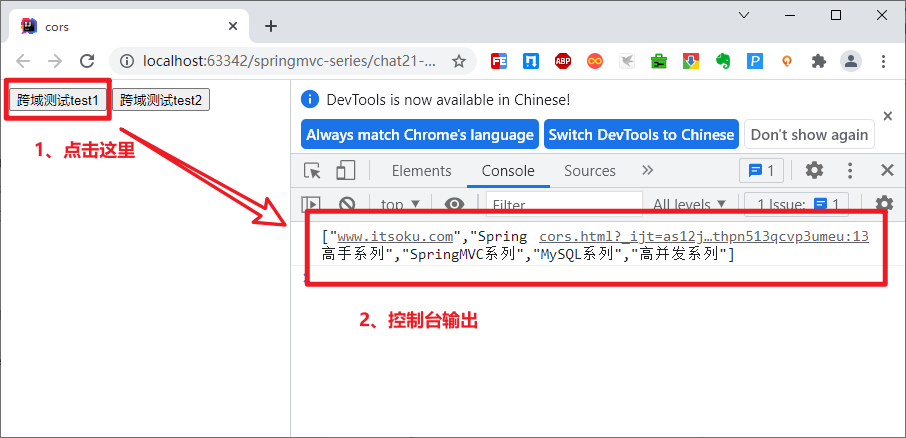 cors
localhost:63342/springmvc-series/chat21-...
跨域测试test1 跨域测试test2
1、点击这里
DevTools is now available in Chinese!
Always match Chrome's language Switch DevTools to Chinese Don't show again
Elements Console Sources 1
top Filter All levels 1 Issue: 1
["www.itsoku.com","Spring cors.html?_ijt=as12j…thpn513qcvp3umeu:13
高手系列","SpringMVC系列","MySQL系列","高并发系列"]
2、控制台输出